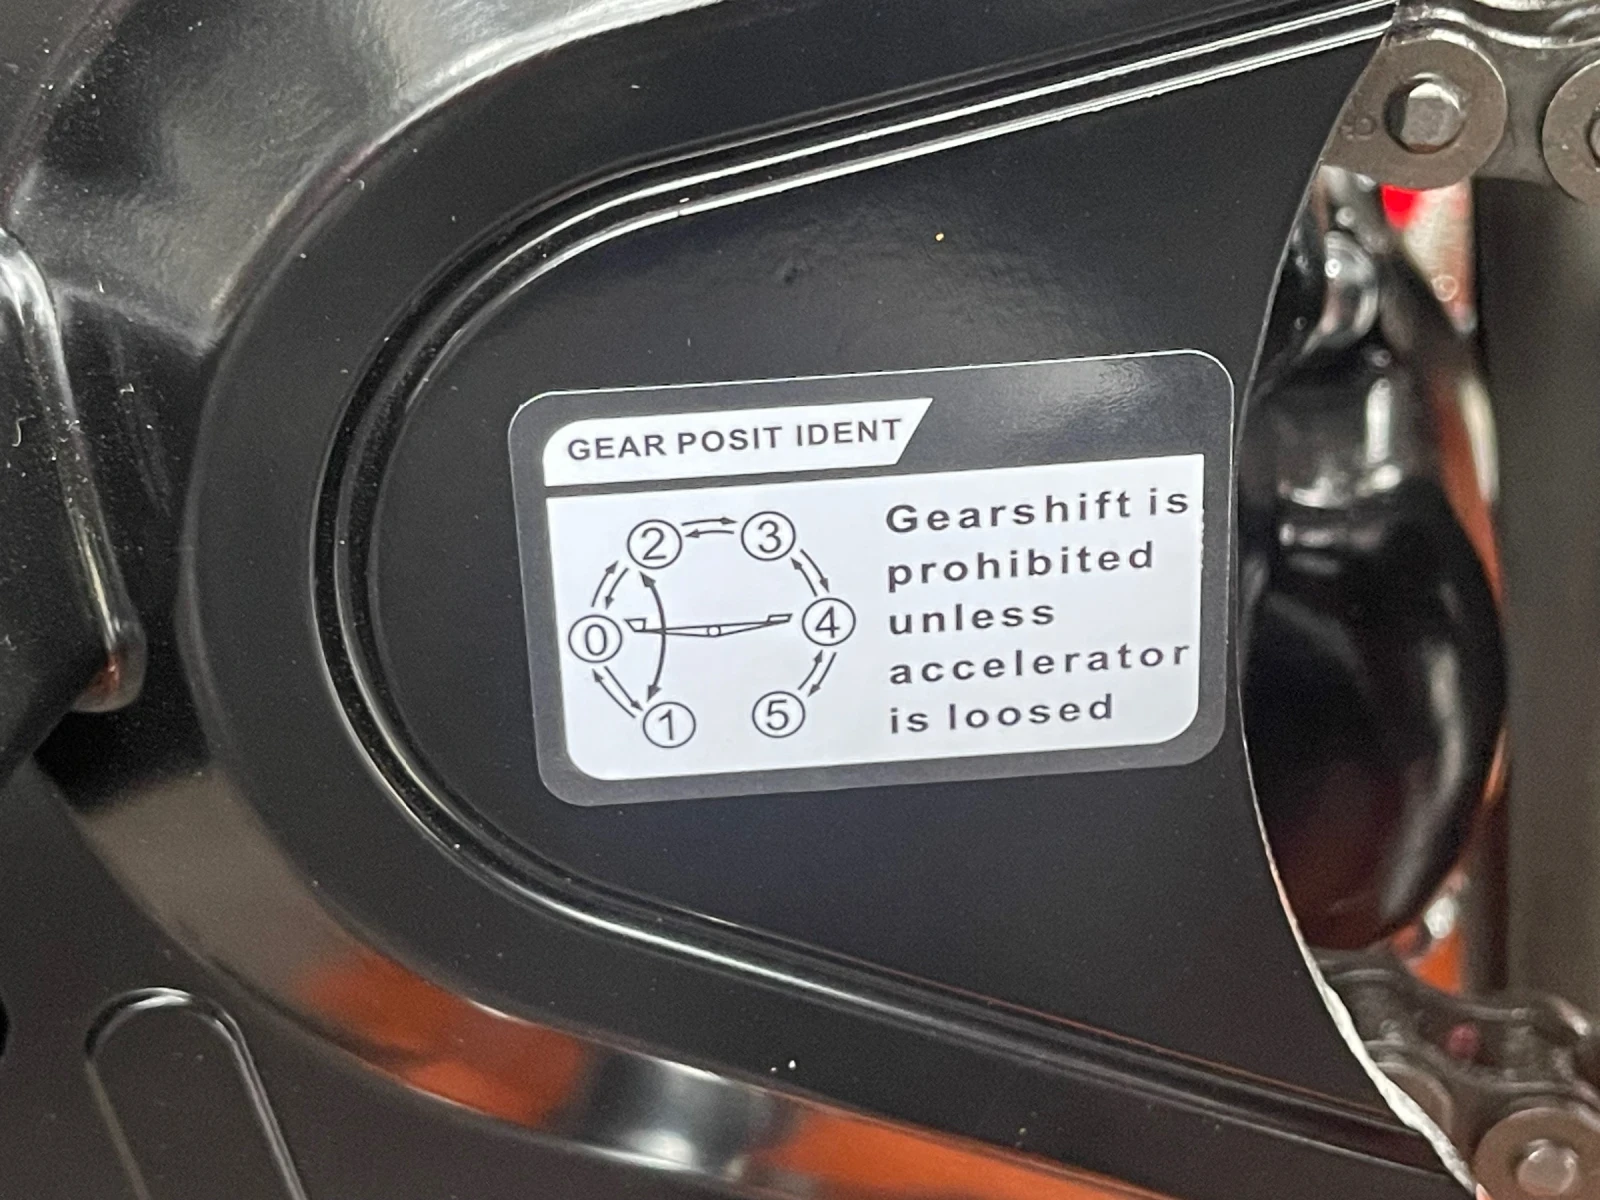 GEAR POSIT IDENT
2 3
0 4
1 5
Gearshift is
prohibited
unless
accelerator
is loosed